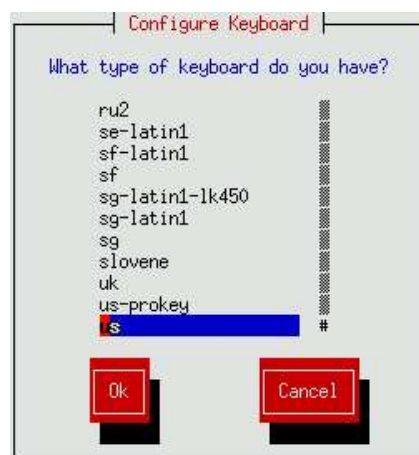 Configure Keyboard
What type of keyboard do you have?
ru2
se-latin1
sf-latin1
sf
sg-latin1-lk450
sg-latin1
sg
slovene
uk
us-prokey
us
#
Ok
Cancel